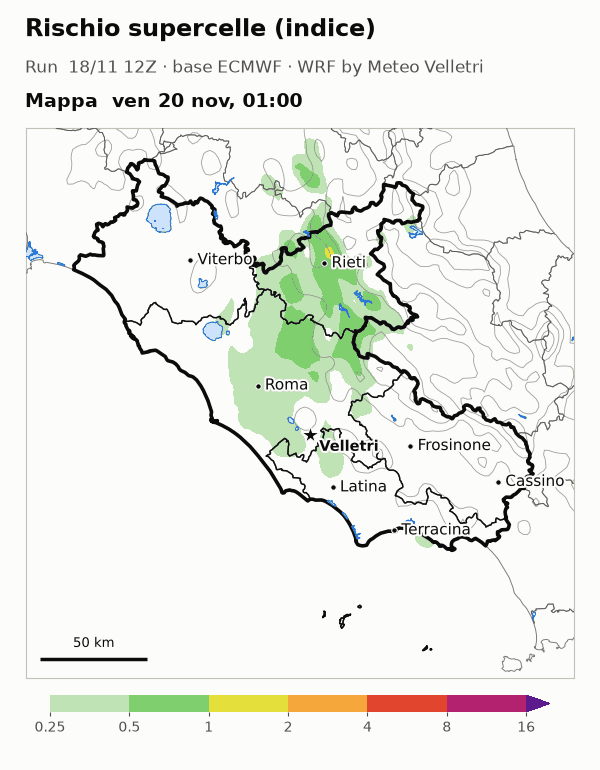 Rischio supercelle (indice)
Run  18/11 12Z · base ECMWF · WRF by Meteo Velletri
Mappa  ven 20 nov, 01:00
Viterbo
Rieti
Roma
Velletri
Frosinone
Latina
Cassino
Terracina
50 km
0.25 0.5 1 2 4 8 16